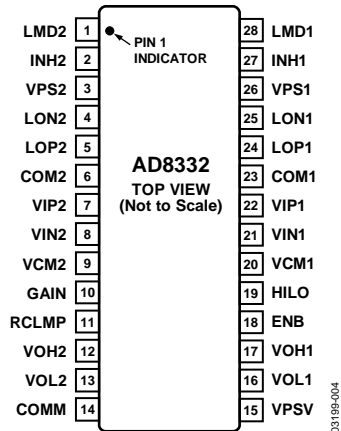 LMD2 1 28 LMD1
PIN 1
INDICATOR
INH2 2 27 INH1
VPS2 3 26 VPS1
LON2 4 25 LON1
LOP2 5 24 LOP1
AD8332
COM2 6 23 COM1
TOP VIEW
(Not to Scale)
VIP2 7 22 VIP1
VIN2 8 21 VIN1
VCM2 9 20 VCM1
GAIN 10 19 HILO
RCLMP 11 18 ENB
VOH2 12 17 VOH1
VOL2 13 16 VOL1
COMM 14 15 VPSV
03199-004